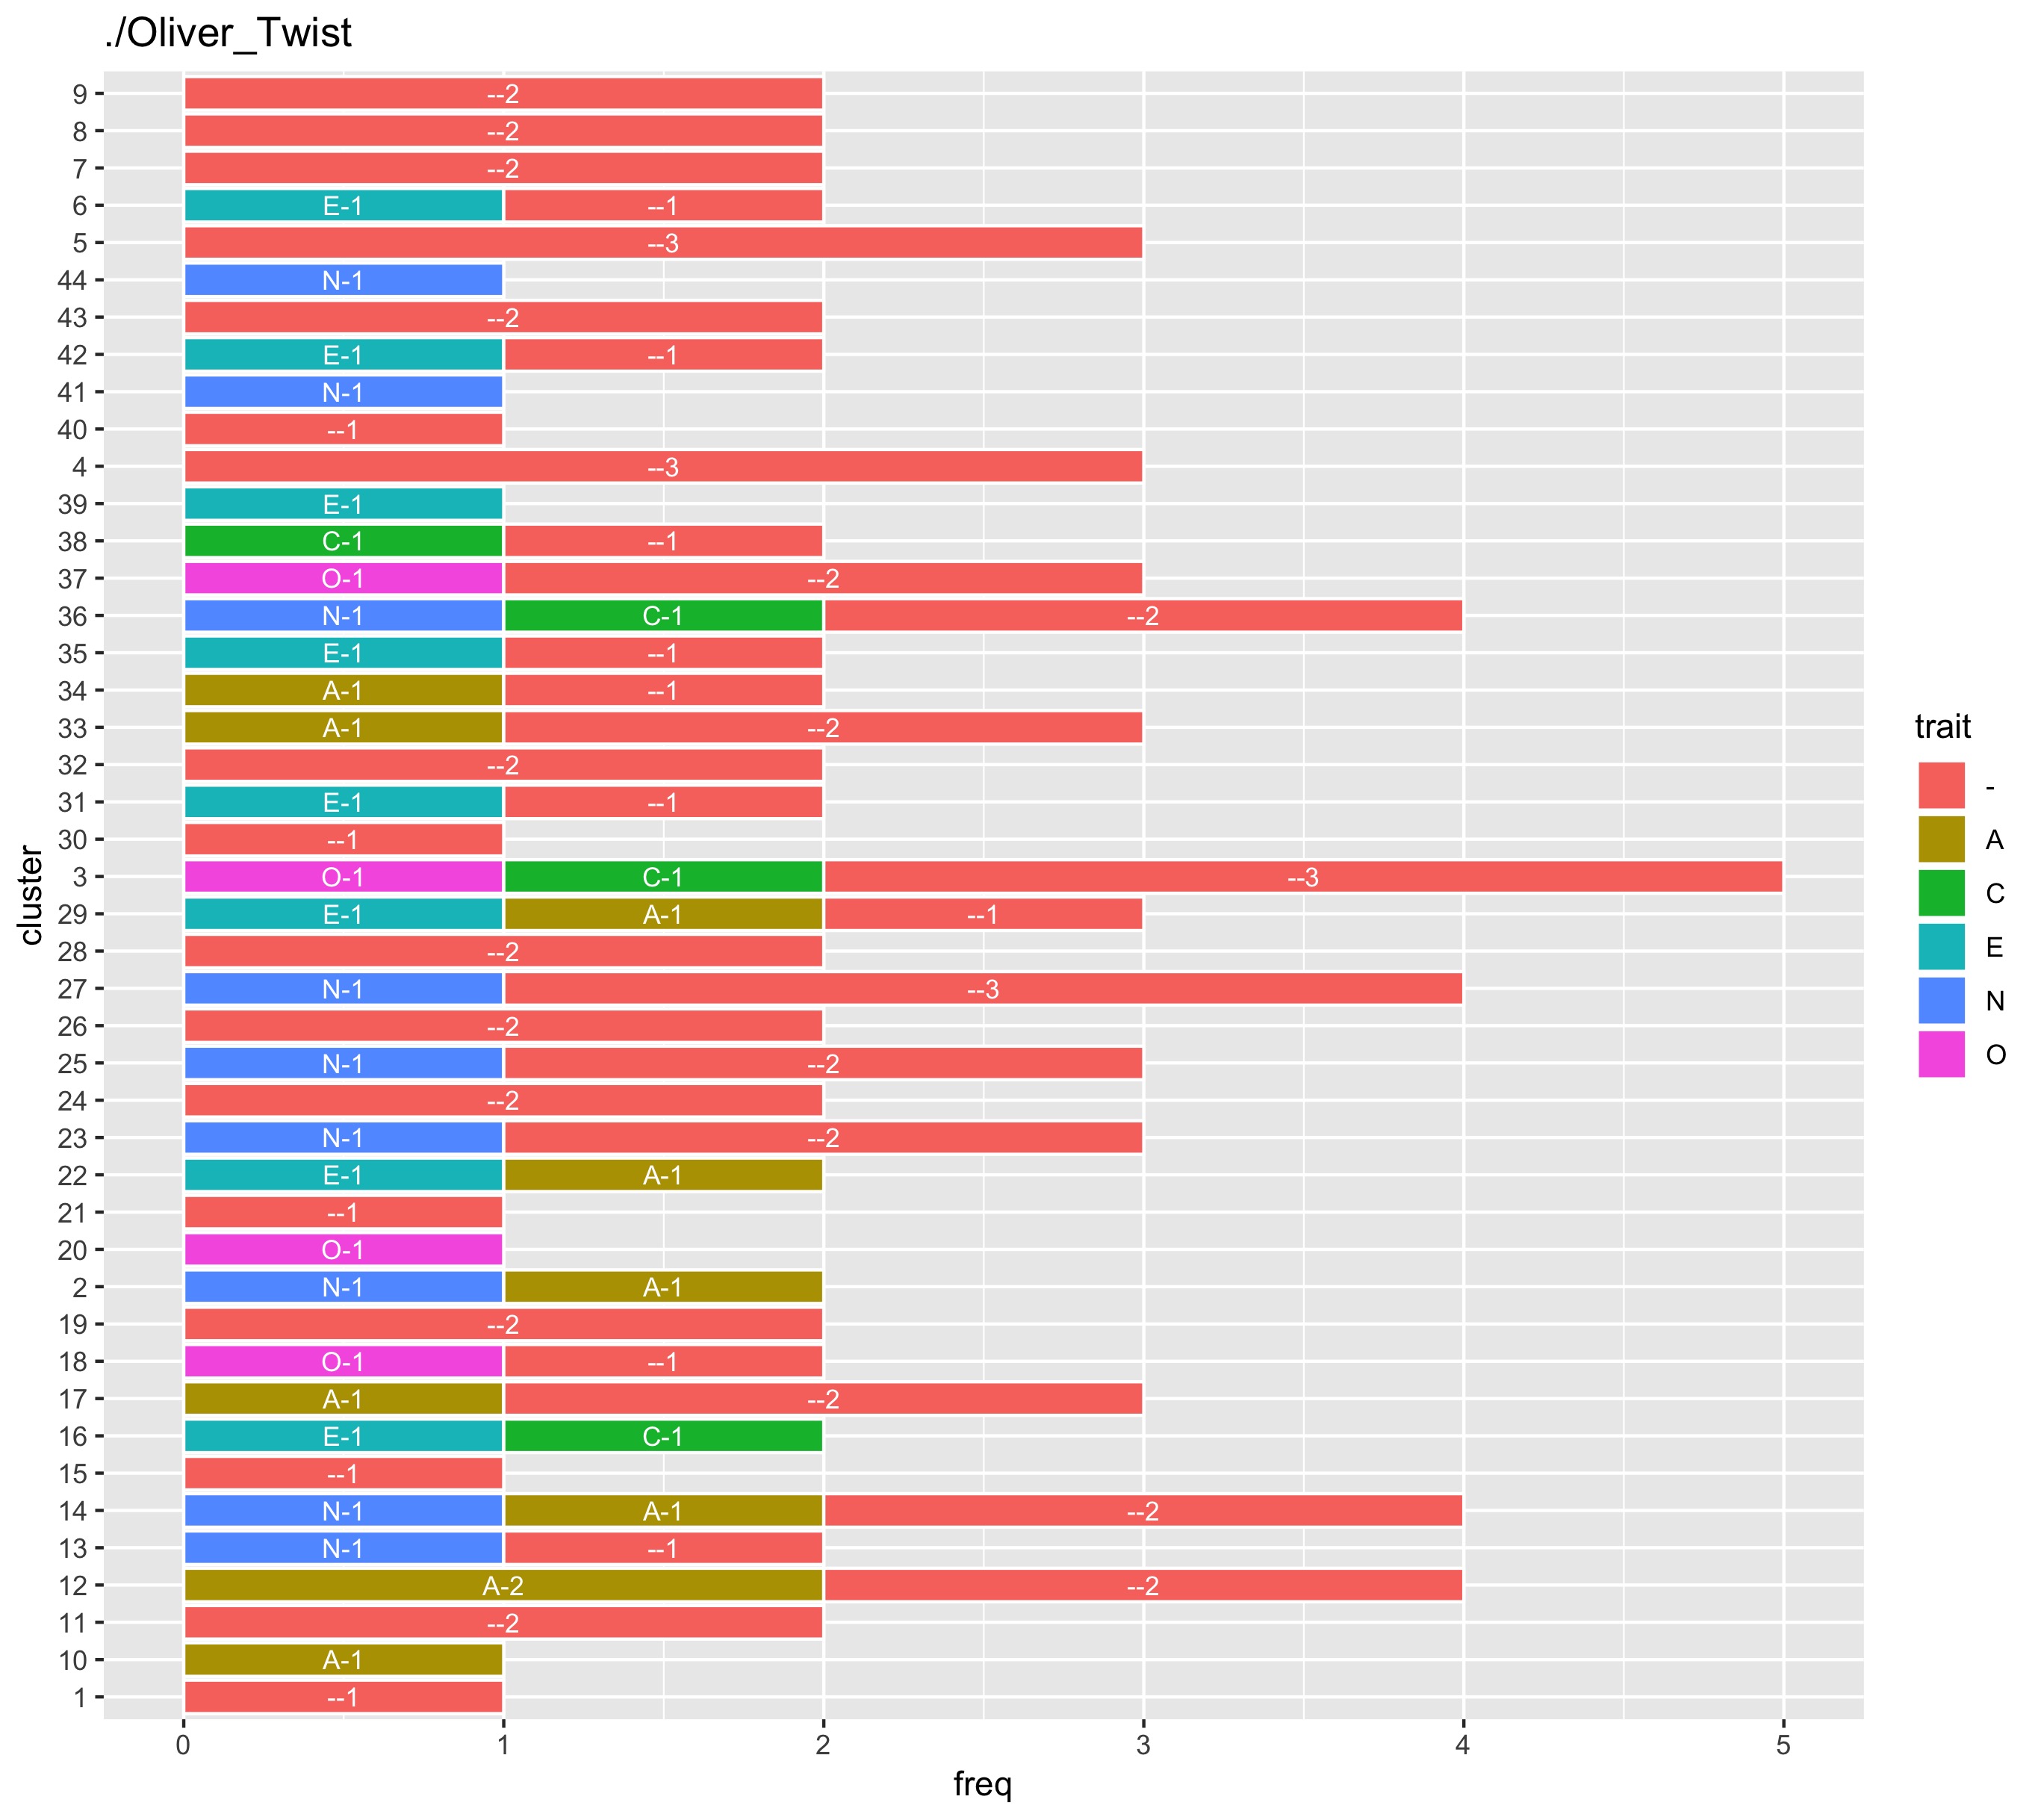 ./Oliver_Twist
9 --2
8 --2
7 --2
6 E-1 --1
5 --3
44 N-1
43 --2
42 E-1 --1
41 N-1
40 --1
4 --3
39 E-1
38 C-1 --1
37 O-1 --2
36 N-1 C-1 --2
35 E-1 --1
34 A-1 --1
33 A-1 --2
32 --2
31 E-1 --1
30 --1
3 O-1 C-1 --3
29 E-1 A-1 --1
28 --2
27 N-1 --3
26 --2
25 N-1 --2
24 --2
23 N-1 --2
22 E-1 A-1
21 --1
20 O-1
2 N-1 A-1
19 --2
18 O-1 --1
17 A-1 --2
16 E-1 C-1
15 --1
14 N-1 A-1 --2
13 N-1 --1
12 A-2 --2
11 --2
10 A-1
1 --1
0 1 2 3 4 5
freq
cluster
trait
-
A
C
E
N
O